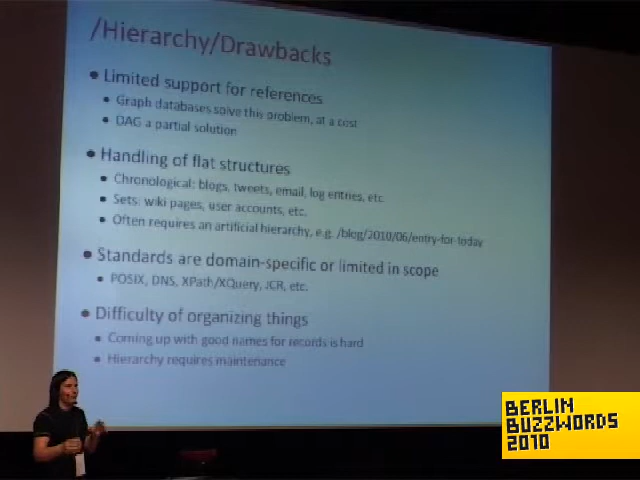 /Hierarchy/Drawbacks
• Limited support for references
• Graph databases solve this problem, at a cost
• DAG a partial solution
• Handling of flat structures
• Chronological: blogs, tweets, email, log entries, etc.
• Sets: wiki pages, user accounts, etc.
• Often requires an artificial hierarchy, e.g. /blog/2010/06/entry-for-today
• Standards are domain-specific or limited in scope
• POSIX, DNS, XPath/XQuery, JCR, etc.
• Difficulty of organizing things
• Coming up with good names for records is hard
• Hierarchy requires maintenance
BERLIN
BUZZWORDS
2010